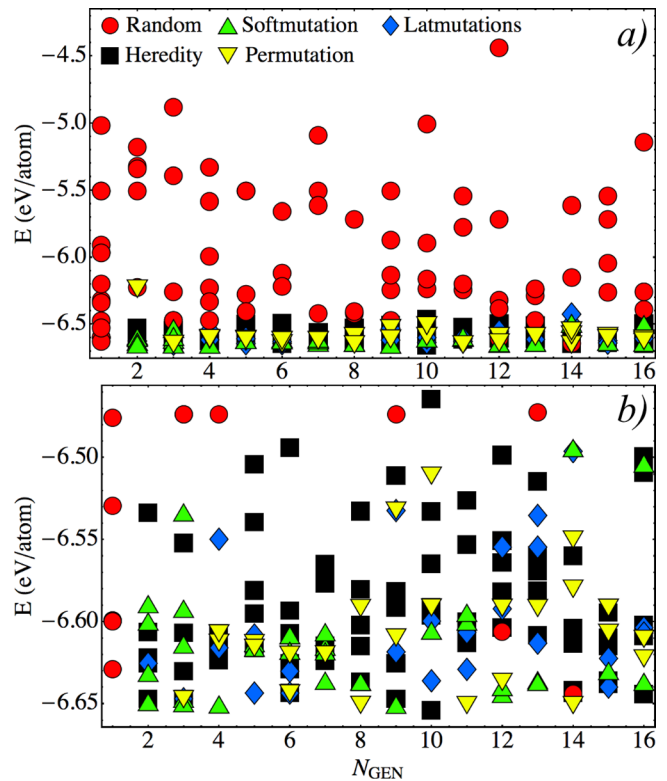 Random Softmutation Latmutations
Heredity Permutation
a)
E (eV/atom)
-4.5
-5.0
-5.5
-6.0
-6.5
2 4 6 8 10 12 14 16
b)
E (eV/atom)
-6.50
-6.55
-6.60
-6.65
2 4 6 8 10 12 14 16
N_GEN